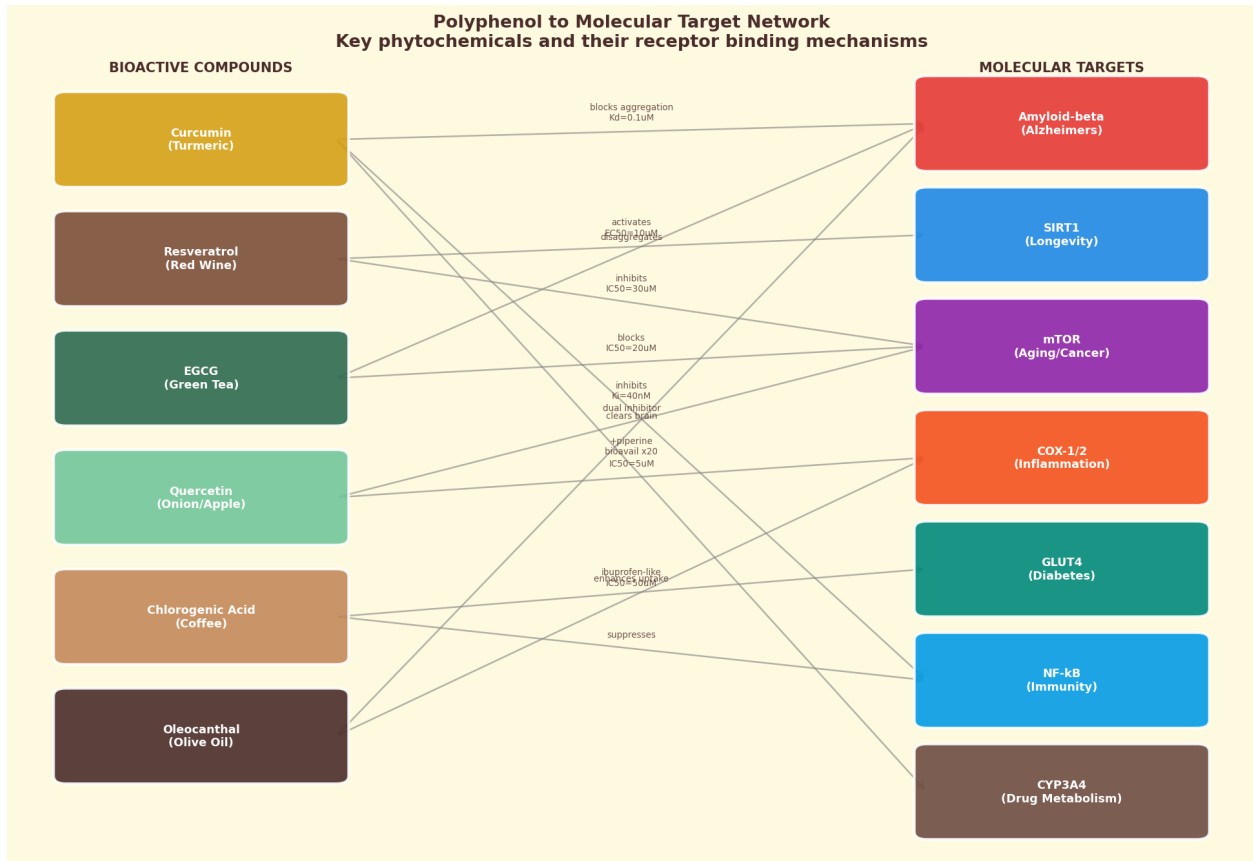 Polyphenol to Molecular Target Network
Key phytochemicals and their receptor binding mechanisms
BIOACTIVE COMPOUNDS
MOLECULAR TARGETS
Curcumin
(Turmeric)
Resveratrol
(Red Wine)
EGCG
(Green Tea)
Quercetin
(Onion/Apple)
Chlorogenic Acid
(Coffee)
Oleocanthal
(Olive Oil)
blocks aggregation
Kd=0.1uM
activates
EC50=10uM
disaggregates
inhibits
IC50=30uM
blocks
IC50=20uM
inhibits
Ki=40nM
dual inhibitor
clears brain
+piperine
bioavail x20
IC50=5uM
ibuprofen-like
enhances uptake
IC50=50uM
suppresses
Amyloid-beta
(Alzheimers)
SIRT1
(Longevity)
mTOR
(Aging/Cancer)
COX-1/2
(Inflammation)
GLUT4
(Diabetes)
NF-kB
(Immunity)
CYP3A4
(Drug Metabolism)